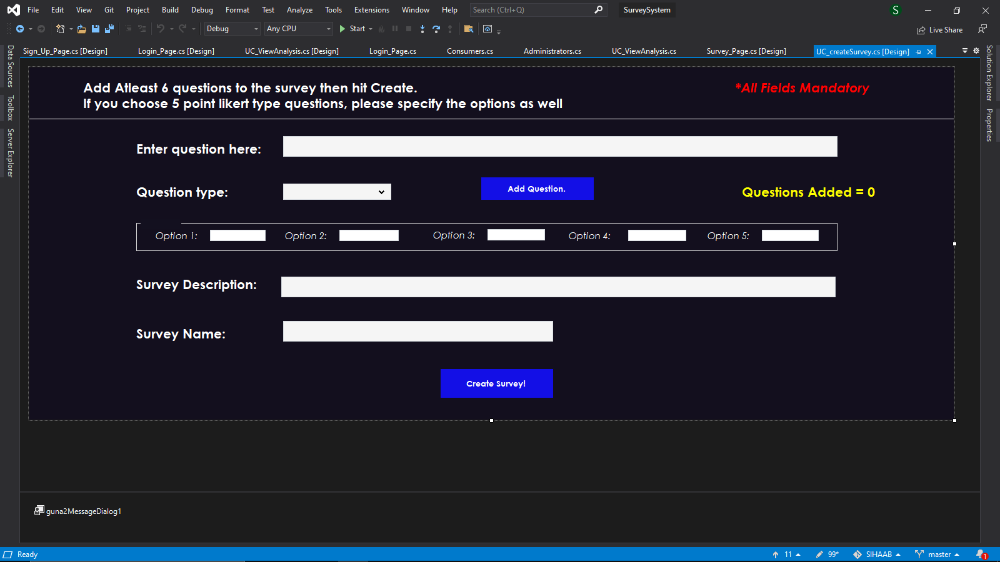 File Edit View Git Project Build Debug Format Test Analyze Tools Extensions Window Help Search (Ctrl+Q) SurveySystem S
Debug Any CPU Start Live Share
Sign_Up_Page.cs [Design] Login_Page.cs [Design] UC_ViewAnalysis.cs [Design] Login_Page.cs Consumers.cs Administrators.cs UC_ViewAnalysis.cs Survey_Page.cs [Design] UC_createSurvey.cs [Design]
Data Sources
Toolbox
Server Explorer
Solution Explorer
Properties
Add Atleast 6 questions to the survey then hit Create.
If you choose 5 point likert type questions, please specify the options as well
*All Fields Mandatory
Enter question here:
Question type:
Add Question.
Questions Added = 0
Option 1: Option 2: Option 3: Option 4: Option 5:
Survey Description:
Survey Name:
Create Survey!
guna2MessageDialog1
Ready 11 99* SIHAAB master 1